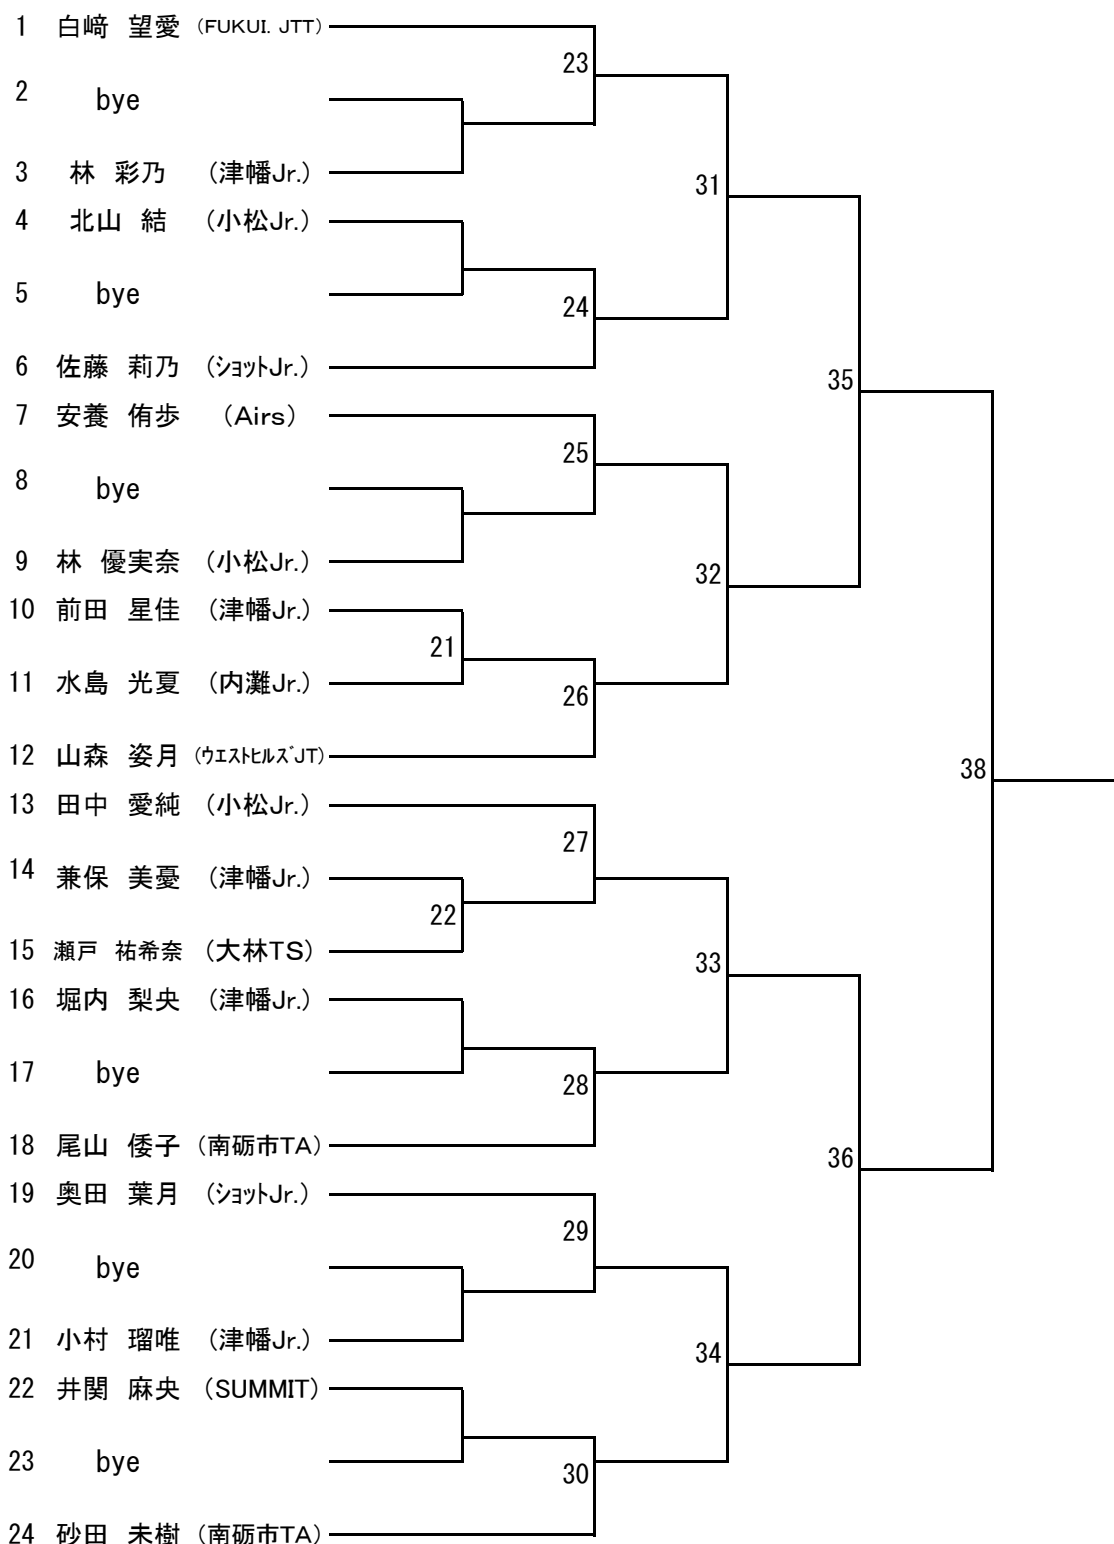 1 白﨑 望愛 (FUKUI. JTT)
23
2 bye
3 林 彩乃 (津幡Jr.)
31
4 北山 結 (小松Jr.)
5 bye
24
6 佐藤 莉乃 (ショットJr.)
35
7 安養 侑歩 (Airs)
25
8 bye
9 林 優実奈 (小松Jr.)
32
10 前田 星佳 (津幡Jr.)
21
11 水島 光夏 (内灘Jr.)
26
12 山森 姿月 (ウエストヒルズJT)
38
13 田中 愛純 (小松Jr.)
27
14 兼保 美憂 (津幡Jr.)
22
15 瀬戸 祐希奈 (大林TS)
33
16 堀内 梨央 (津幡Jr.)
17 bye
28
18 尾山 倭子 (南砺市TA)
36
19 奥田 葉月 (ショットJr.)
29
20 bye
21 小村 瑠唯 (津幡Jr.)
34
22 井関 麻央 (SUMMIT)
23 bye
30
24 砂田 未樹 (南砺市TA)